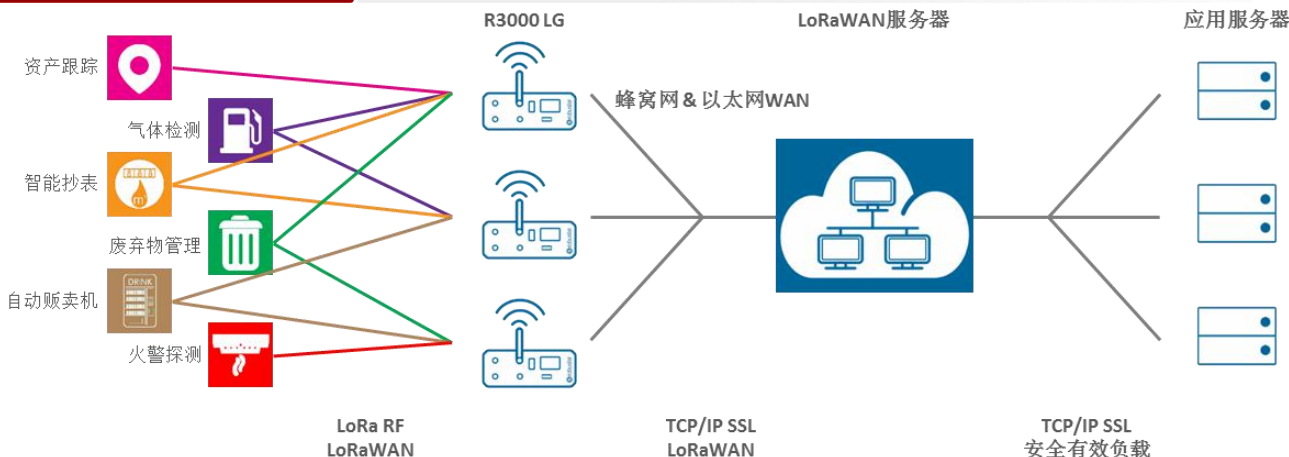 R3000 LG
LoRaWAN服务器
应用服务器
资产跟踪
蜂窝网&以太网WAN
气体检测
智能抄表
m³
废弃物管理
DRINK
自动贩卖机
火警探测
LoRa RF
LoRaWAN
TCP/IP SSL
LoRaWAN
TCP/IP SSL
安全有效负载